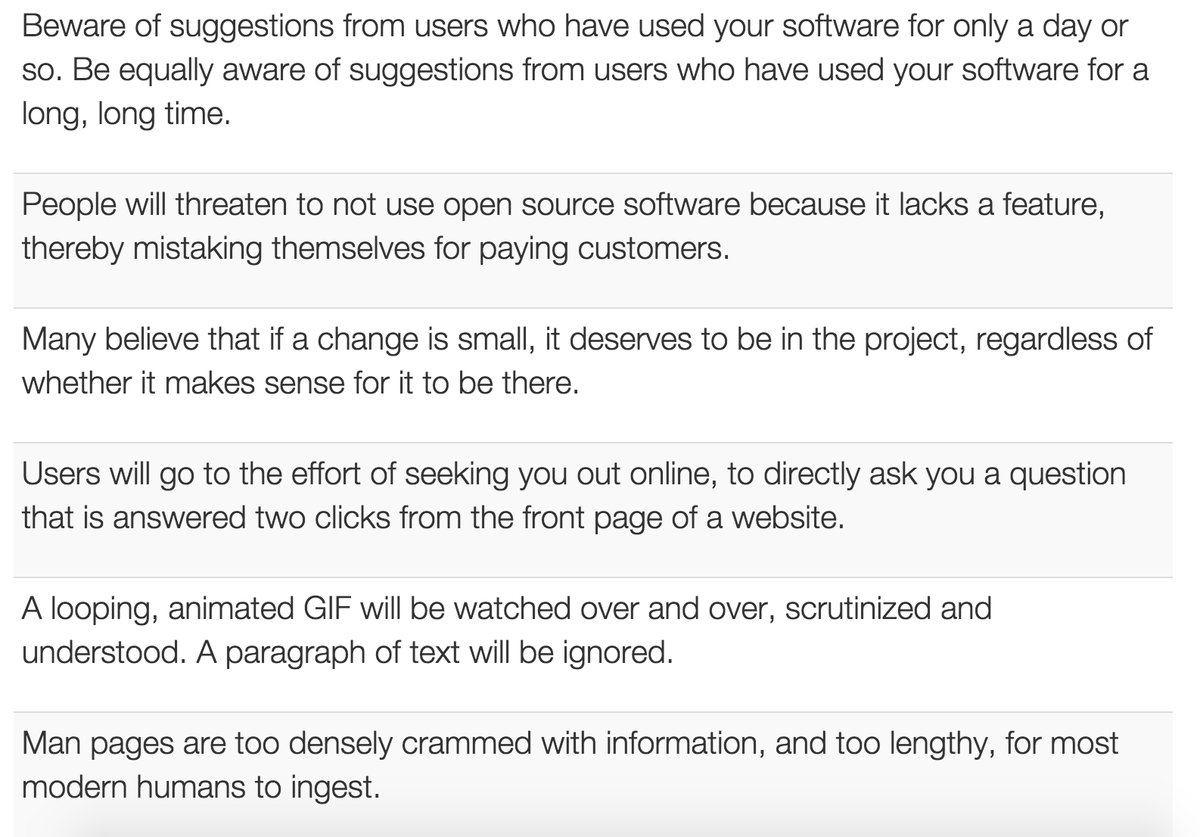 Beware of suggestions from users who have used your software for only a day or
so. Be equally aware of suggestions from users who have used your software for a
long, long time.
People will threaten to not use open source software because it lacks a feature,
thereby mistaking themselves for paying customers.
Many believe that if a change is small, it deserves to be in the project, regardless of
whether it makes sense for it to be there.
Users will go to the effort of seeking you out online, to directly ask you a question
that is answered two clicks from the front page of a website.
A looping, animated GIF will be watched over and over, scrutinized and
understood. A paragraph of text will be ignored.
Man pages are too densely crammed with information, and too lengthy, for most
modern humans to ingest.